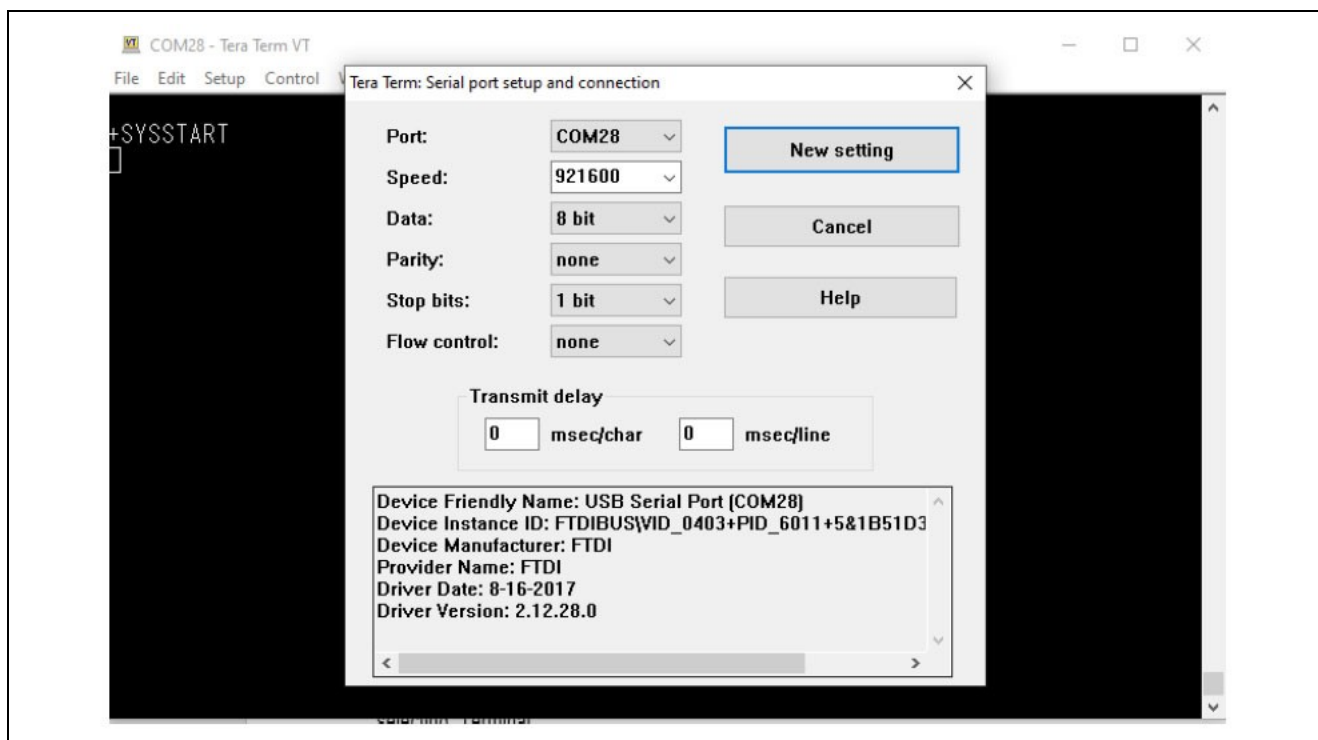 COM28 - Tera Term VT
File Edit Setup Control
Tera Term: Serial port setup and connection
+SYSSTART
Port: COM28
New setting
Speed: 921600
Data: 8 bit
Cancel
Parity: none
Stop bits: 1 bit
Help
Flow control: none
Transmit delay
0 msec/char 0 msec/line
Device Friendly Name: USB Serial Port (COM28)
Device Instance ID: FTDIBUS\VID_0403+PID_6011+5&1B51D3
Device Manufacturer: FTDI
Provider Name: FTDI
Driver Date: 8-16-2017
Driver Version: 2.12.28.0